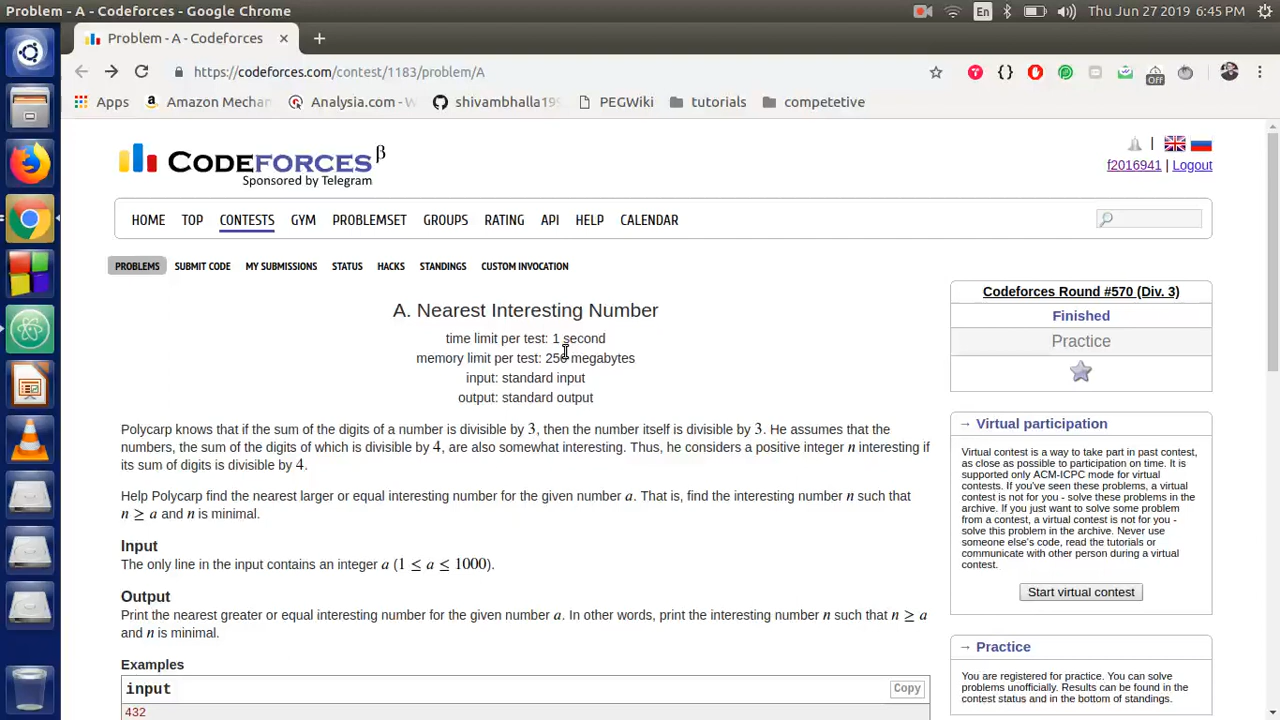 Problem - A - Codeforces - Google Chrome
En
Thu Jun 27 2019 6:45 PM
Problem - A - Codeforces
https://codeforces.com/contest/1183/problem/A
Off
Apps
Amazon Mechan
Analysia.com - W
shivambhalla199
PEGWiki
tutorials
competetive
CODEFORCES β
Sponsored by Telegram
f2016941 | Logout
HOME TOP CONTESTS GYM PROBLEMSET GROUPS RATING API HELP CALENDAR
PROBLEMS SUBMIT CODE MY SUBMISSIONS STATUS HACKS STANDINGS CUSTOM INVOCATION
A. Nearest Interesting Number
time limit per test: 1 second
memory limit per test: 256 megabytes
input: standard input
output: standard output
Polycarp knows that if the sum of the digits of a number is divisible by 3, then the number itself is divisible by 3. He assumes that the
numbers, the sum of the digits of which is divisible by 4, are also somewhat interesting. Thus, he considers a positive integer n interesting if
its sum of digits is divisible by 4.
Help Polycarp find the nearest larger or equal interesting number for the given number a. That is, find the interesting number n such that
n ≥ a and n is minimal.
Input
The only line in the input contains an integer a (1 ≤ a ≤ 1000).
Output
Print the nearest greater or equal interesting number for the given number a. In other words, print the interesting number n such that n ≥ a
and n is minimal.
Examples
input
Copy
432
Codeforces Round #570 (Div. 3)
Finished
Practice
→ Virtual participation
Virtual contest is a way to take part in past contest,
as close as possible to participation on time. It is
supported only ACM-ICPC mode for virtual
contests. If you've seen these problems, a virtual
contest is not for you - solve these problems in the
archive. If you just want to solve some problem
from a contest, a virtual contest is not for you -
solve this problem in the archive. Never use
someone else's code, read the tutorials or
communicate with other person during a virtual
contest.
Start virtual contest
→ Practice
You are registered for practice. You can solve
problems unofficially. Results can be found in the
contest status and in the bottom of standings.